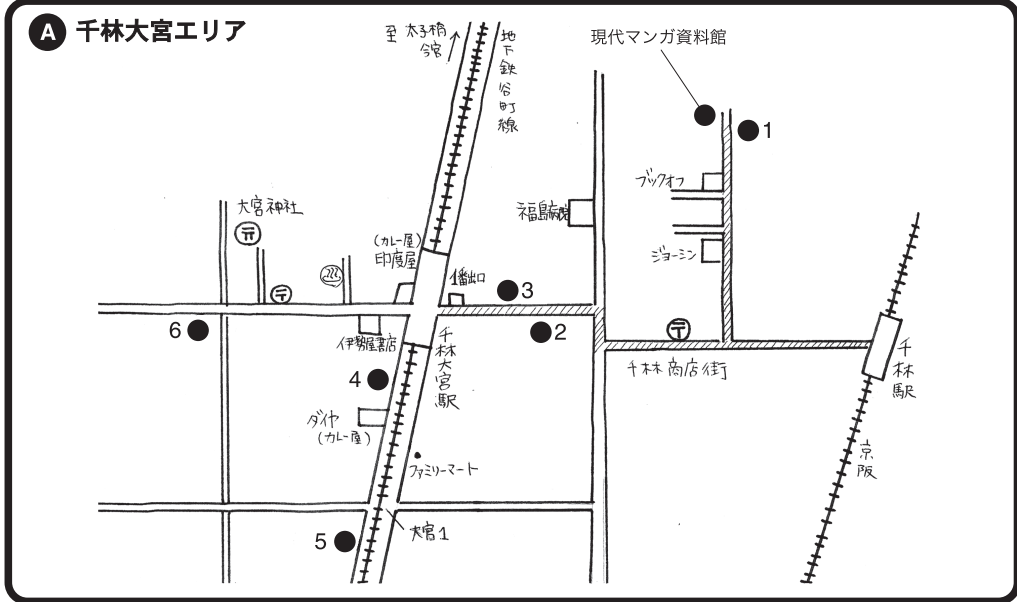 A 千林大宮エリア
至 太子橋
今宮
地下鉄谷町線
現代マンガ資料館
1
ブックオフ
大宮神社
福島病院
(カレー屋)
印度屋
ジョーシン
1番出口
3
6
2
伊勢屋書店
千林大宮駅
千林商店街
千林駅
4
ダイヤ
(カレー屋)
ファミリーマート
京阪
5
大宮1